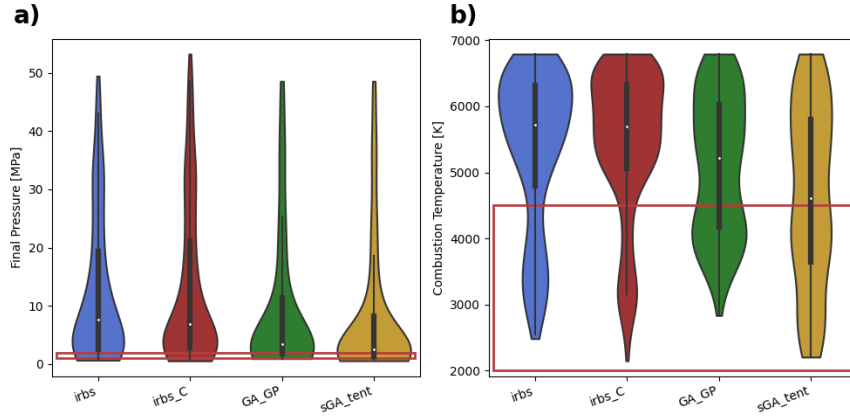 a)
b)
Final Pressure [MPa]
50
40
30
20
10
0
irbs
irbs_C
GA_GP
sGA_tent
Combustion Temperature [K]
7000
6000
5000
4000
3000
2000
irbs
irbs_C
GA_GP
sGA_tent